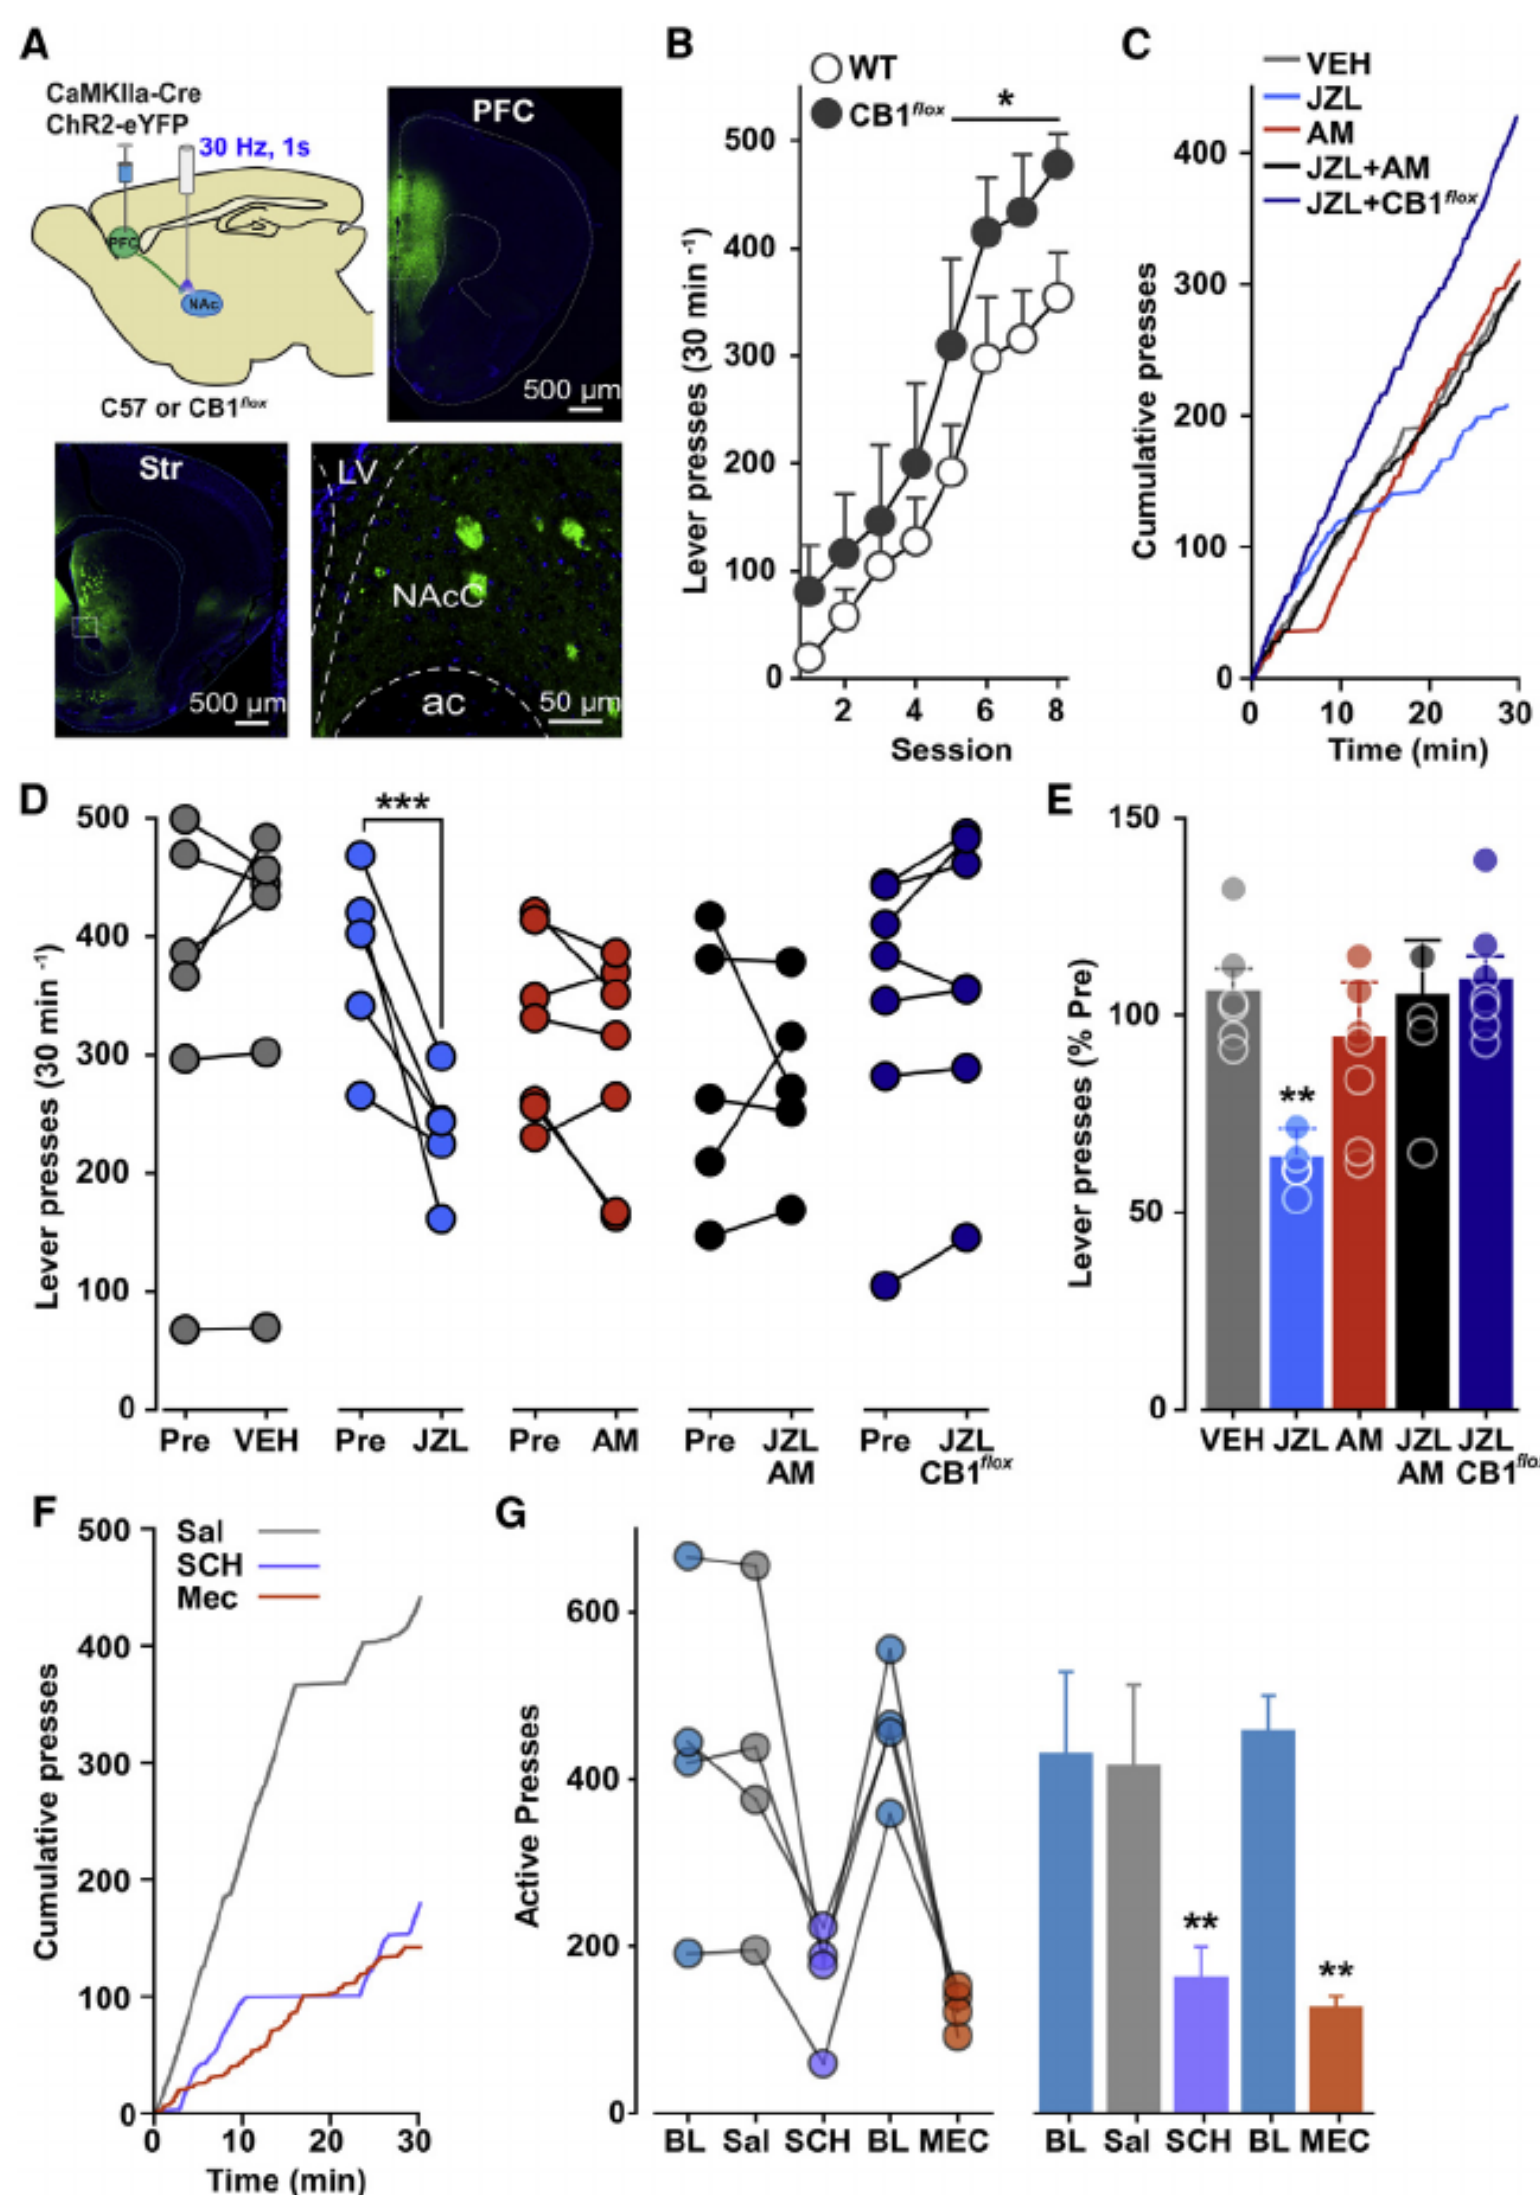 A
CaMKIIa-Cre
ChR2-eYFP
30 Hz, 1s
PFC
NAc
C57 or CB1flox
PFC
500 µm
Str
500 µm
LV
NAcC
ac
50 µm
B
WT
CB1flox
*
Lever presses (30 min -1)
500
400
300
200
100
0
2 4 6 8
Session
C
VEH
JZL
AM
JZL+AM
JZL+CB1flox
Cumulative presses
400
300
200
100
0
0 10 20 30
Time (min)
D
***
Lever presses (30 min -1)
500
400
300
200
100
0
Pre VEH Pre JZL Pre AM Pre JZL Pre JZL
AM CB1flox
E
Lever presses (% Pre)
150
100
50
0
**
VEH JZL AM JZL JZL
AM CB1flox
F
Sal
SCH
Mec
Cumulative presses
500
400
300
200
100
0
0 10 20 30
Time (min)
G
Active Presses
600
400
200
0
BL Sal SCH BL MEC
**
**
BL Sal SCH BL MEC